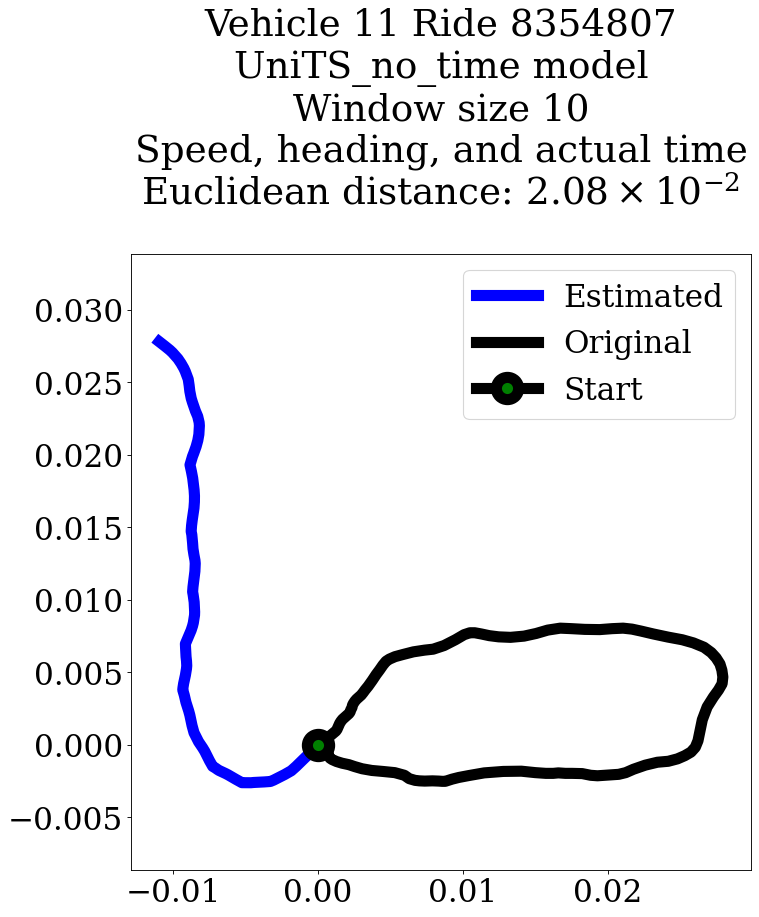 Vehicle 11 Ride 8354807
UniTS_no_time model
Window size 10
Speed, heading, and actual time
Euclidean distance: 2.08 × 10⁻²
Estimated
Original
Start
0.030
0.025
0.020
0.015
0.010
0.005
0.000
−0.005
−0.01 0.00 0.01 0.02